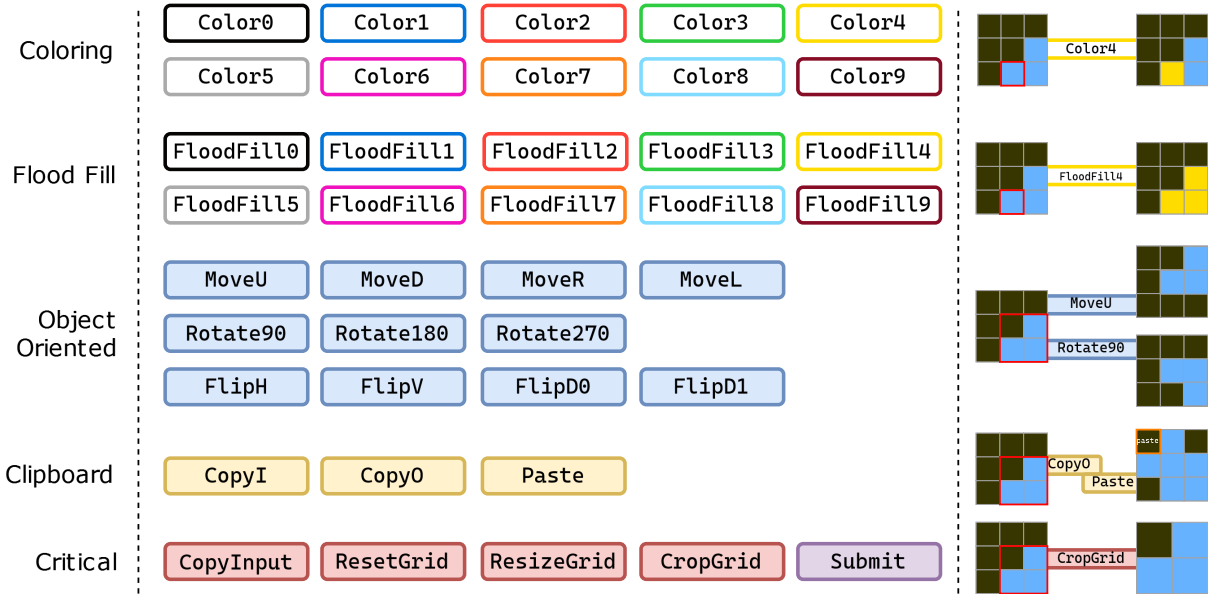 Coloring
Color0 Color1 Color2 Color3 Color4
Color5 Color6 Color7 Color8 Color9
Color4
Flood Fill
FloodFill0 FloodFill1 FloodFill2 FloodFill3 FloodFill4
FloodFill5 FloodFill6 FloodFill7 FloodFill8 FloodFill9
FloodFill4
Object
Oriented
MoveU MoveD MoveR MoveL
Rotate90 Rotate180 Rotate270
FlipH FlipV FlipD0 FlipD1
MoveU
Rotate90
Clipboard
CopyI CopyO Paste
paste
CopyO
Paste
Critical
CopyInput ResetGrid ResizeGrid CropGrid Submit
CropGrid